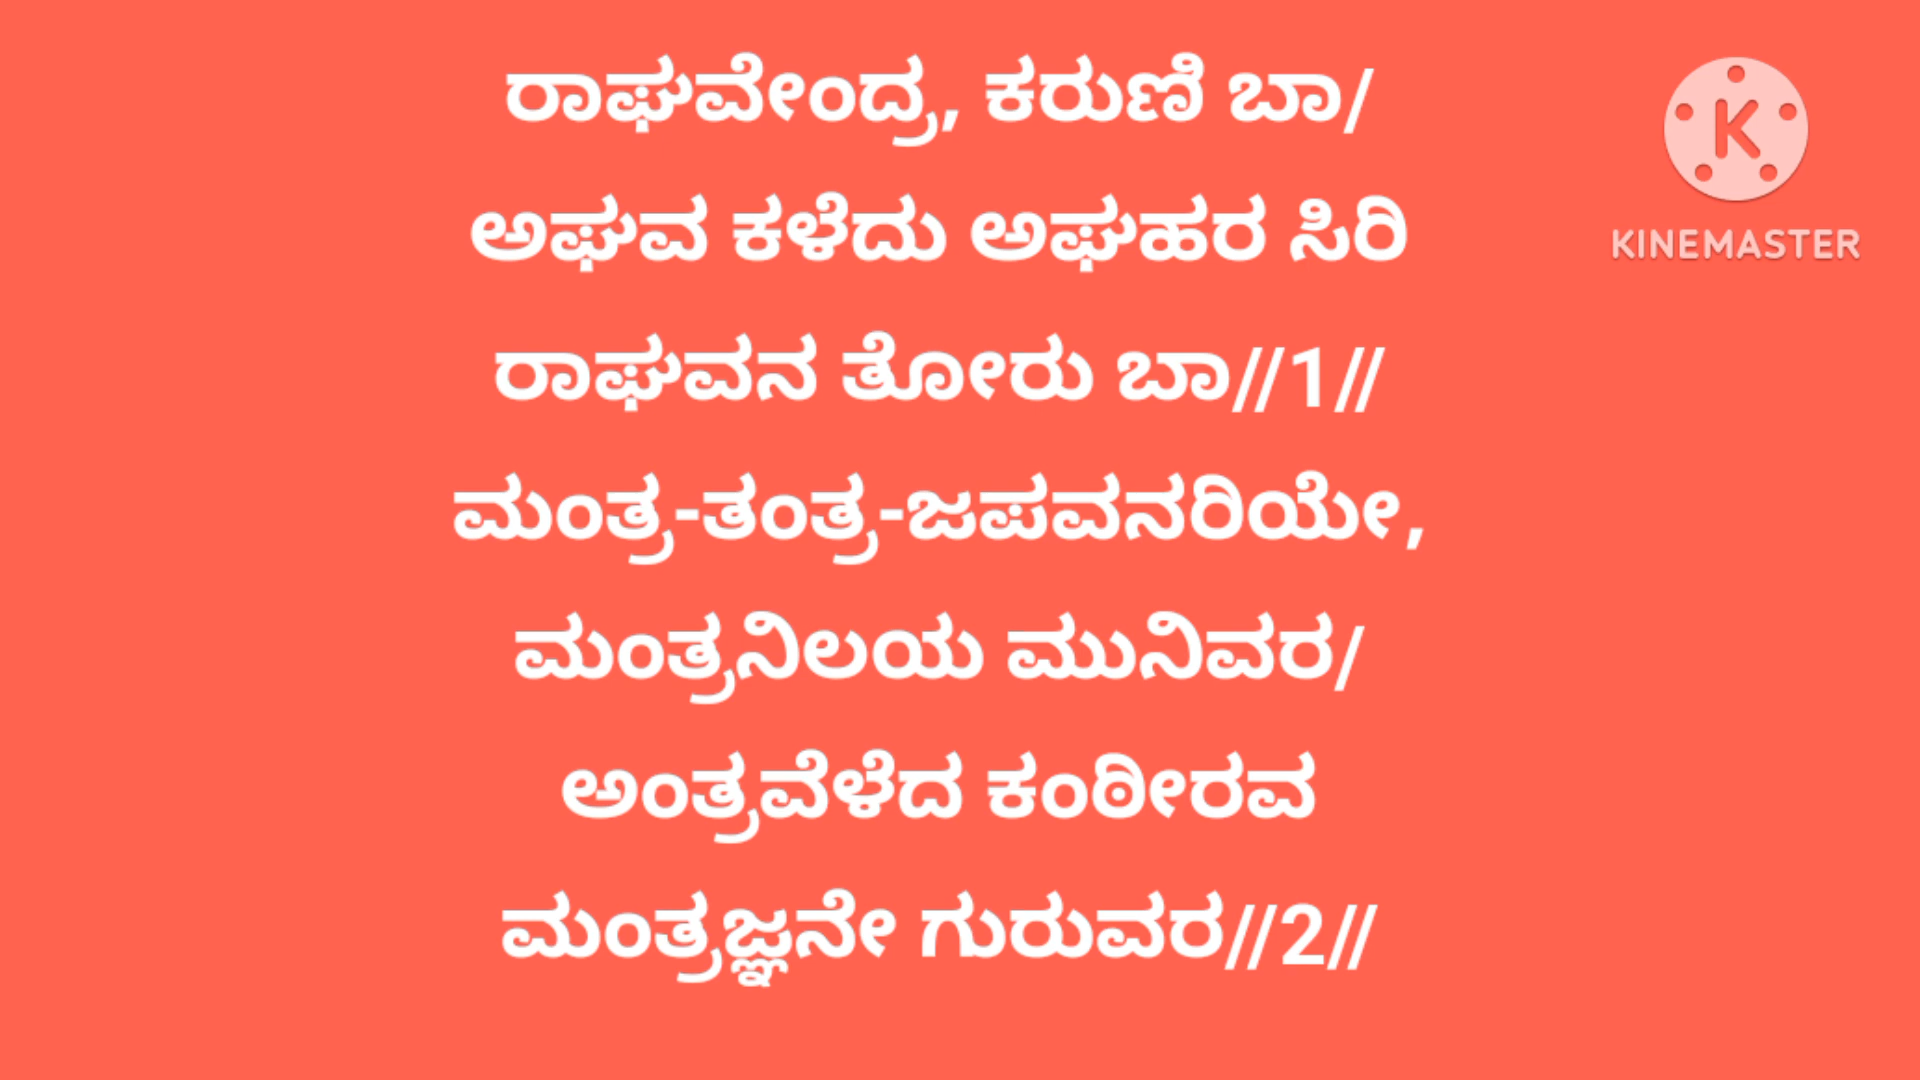 ರಾಘವೇಂದ್ರ, ಕರುಣಿ ಬಾ/
ಅಘವ ಕಳೆದು ಅಘಹರ ಸಿರಿ
ರಾಘವನ ತೋರು ಬಾ//1//
ಮಂತ್ರ-ತಂತ್ರ-ಜಪವನರಿಯೇ,
ಮಂತ್ರನಿಲಯ ಮುನಿವರ/
ಅಂತ್ರವೆಳೆದ ಕಂಠೀರವ
ಮಂತ್ರಜ್ಞನೇ ಗುರುವರ//2//
K
KINEMASTER